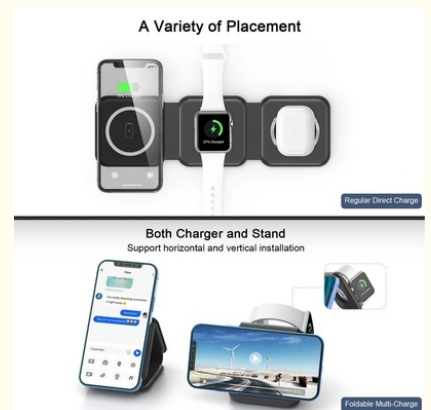 A Variety of Placement
Regular Direct Charge
Both Charger and Stand
Support horizontal and vertical installation
Foldable Multi-Charge